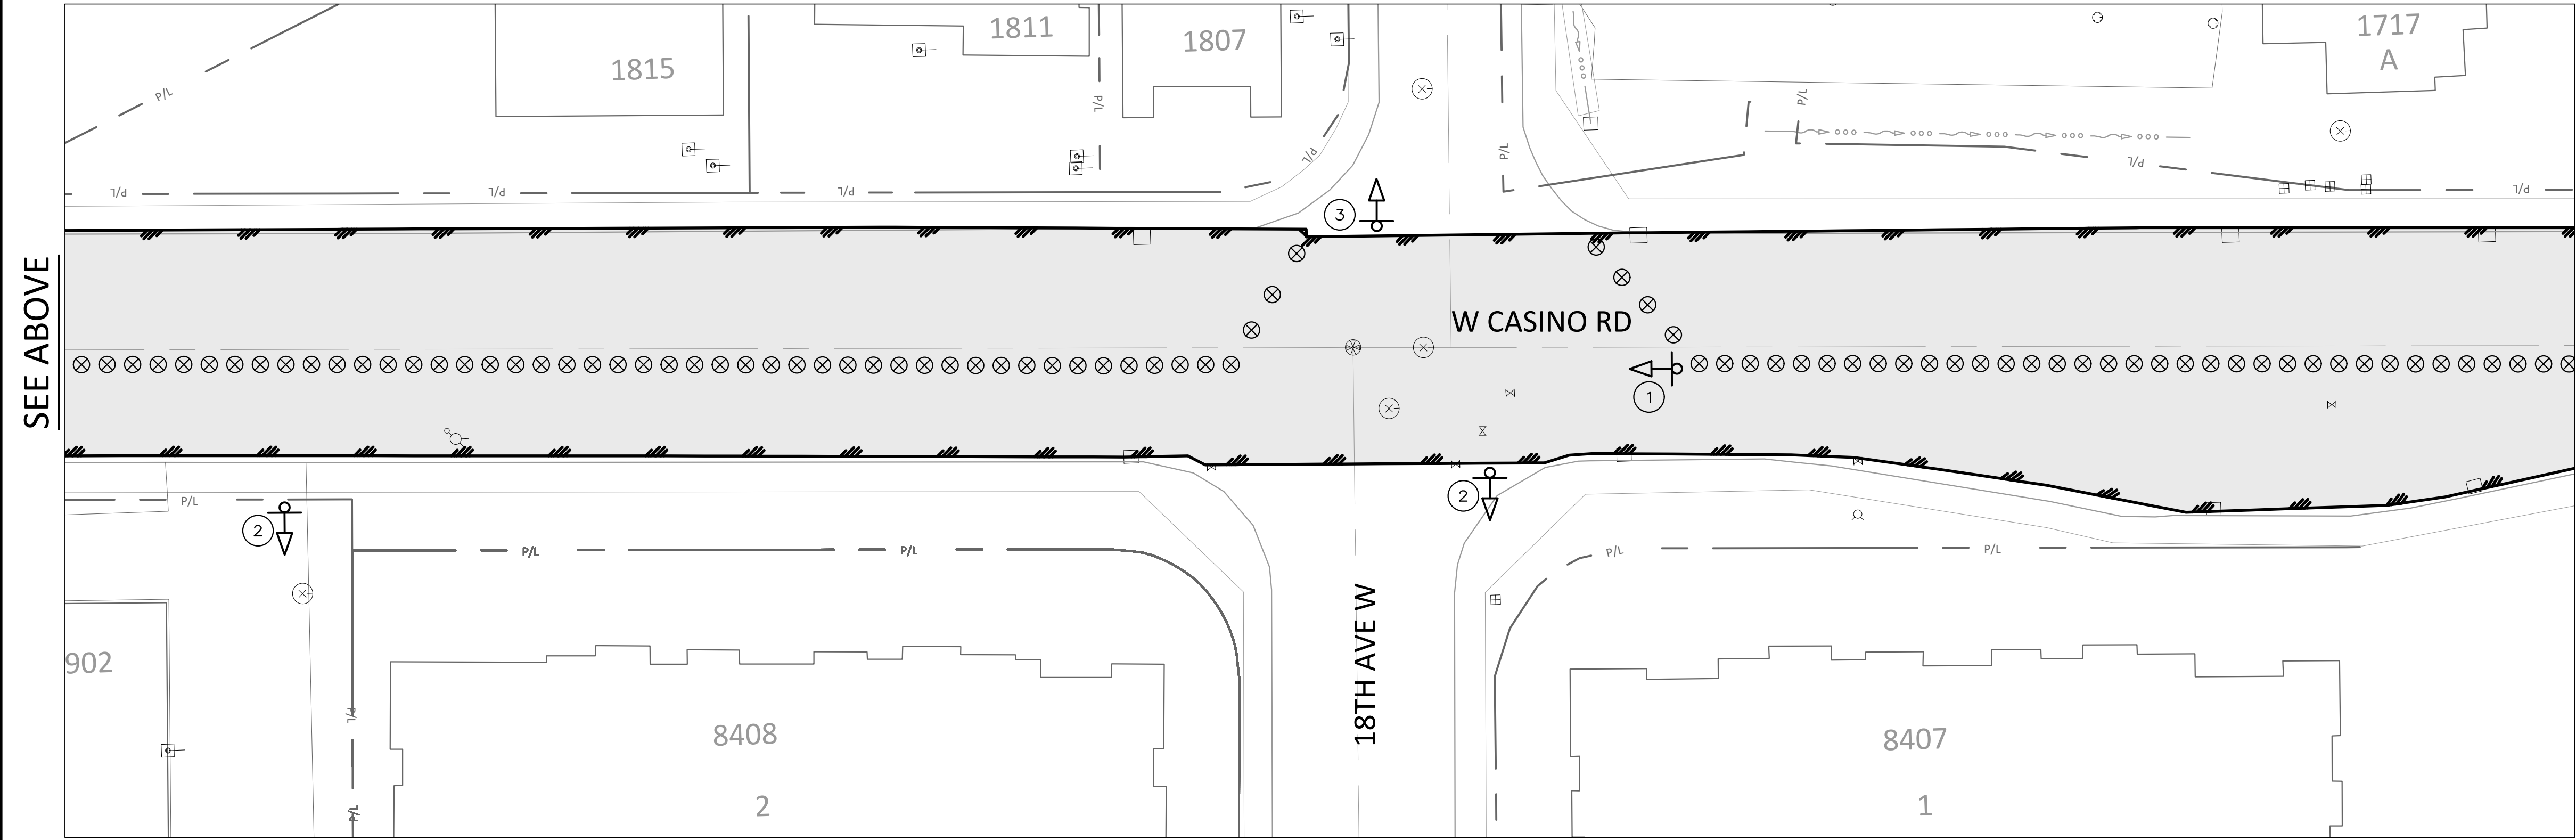 1811
1717
A
1807
1815
P/L
P/L
P/L
P/L
P/L
P/L
P/L
P/L
P/L
P/L
P/L
3
SEE ABOVE
W CASINO RD
1
2
2
P/L
P/L
P/L
P/L
P/L
18TH AVE W
902
P/L
8408
8407
2
1
P/L